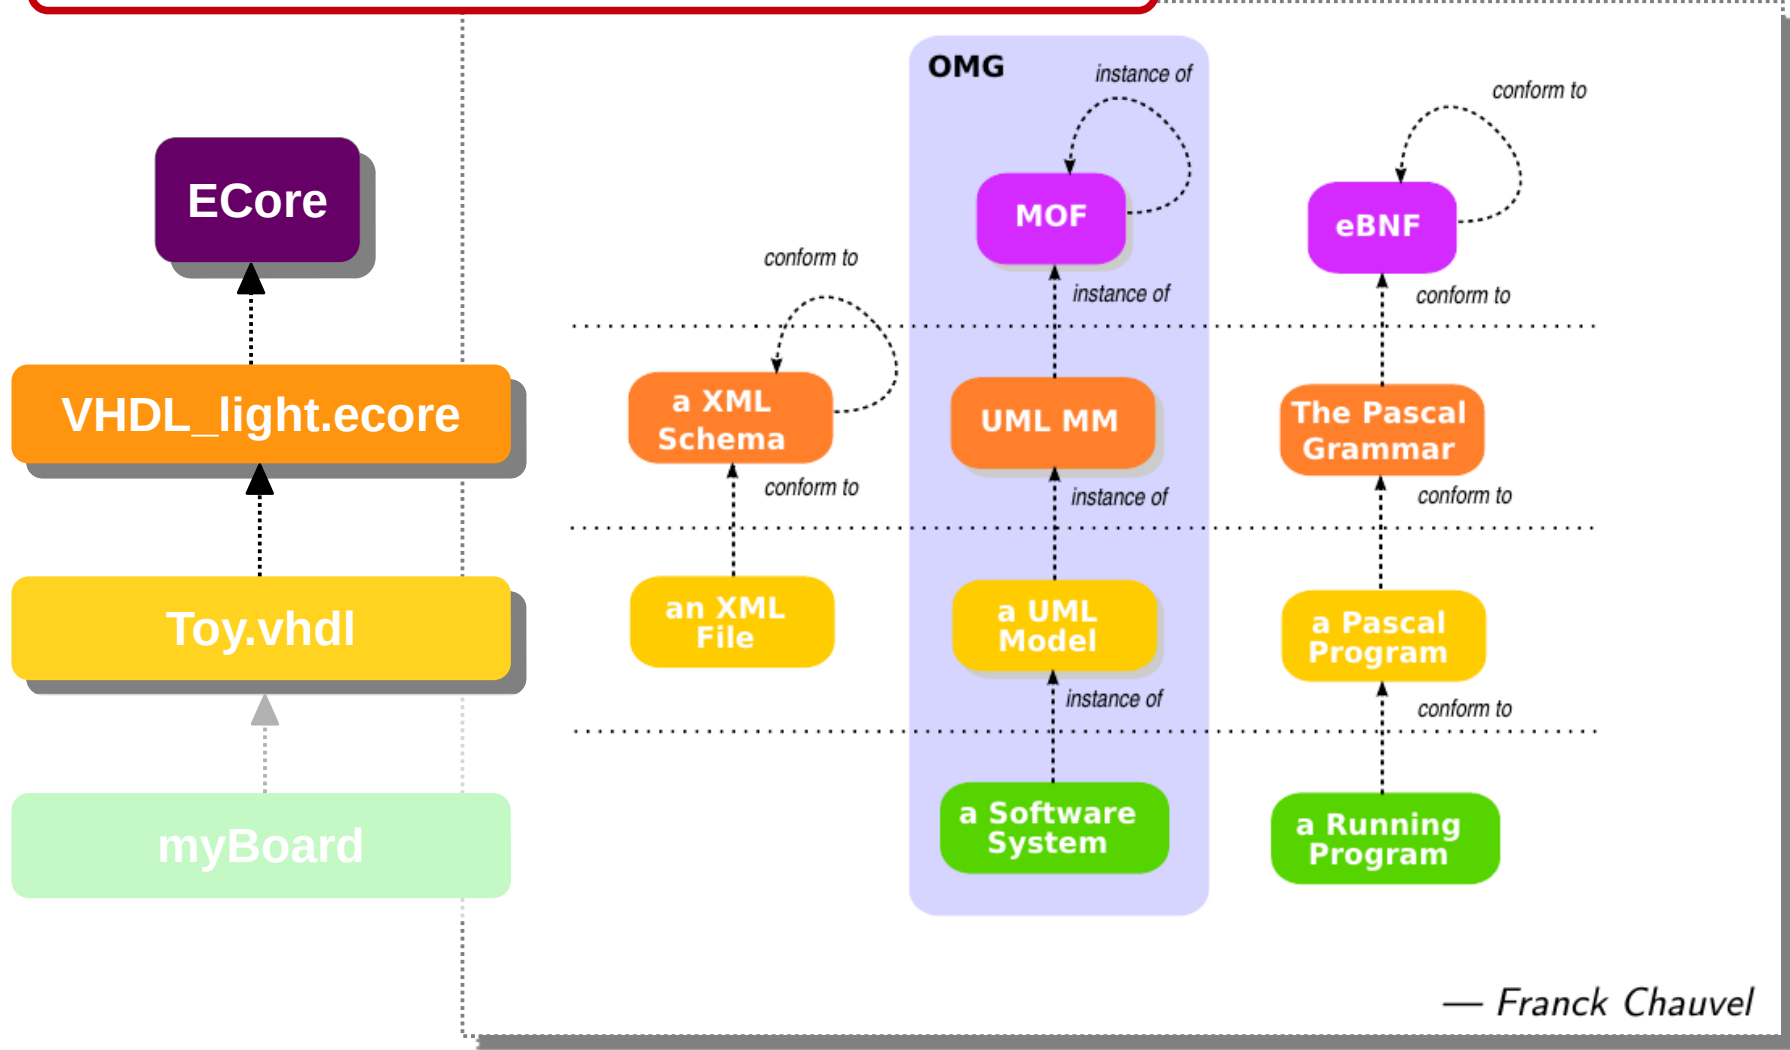 ECore
VHDL_light.ecore
Toy.vhdl
myBoard
OMG
instance of
MOF
instance of
UML MM
instance of
a UML
Model
instance of
a Software
System
conform to
a XML
Schema
conform to
an XML
File
conform to
eBNF
conform to
The Pascal
Grammar
conform to
a Pascal
Program
conform to
a Running
Program
— Franck Chauvel